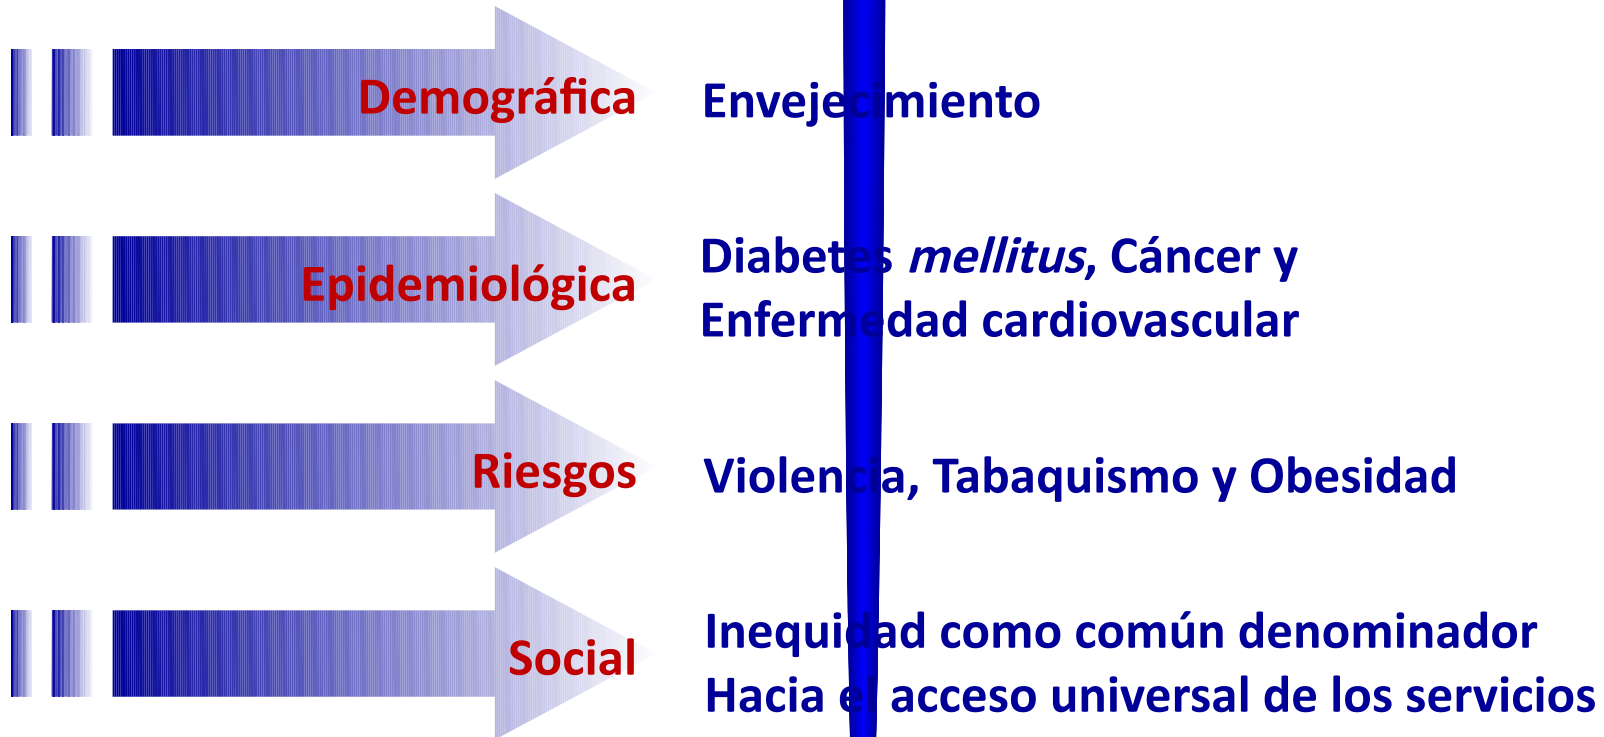 Demográfica
Envejecimiento
Epidemiológica
Diabetes mellitus, Cáncer y
Enfermedad cardiovascular
Riesgos
Violencia, Tabaquismo y Obesidad
Social
Inequidad como común denominador
Hacia el acceso universal de los servicios